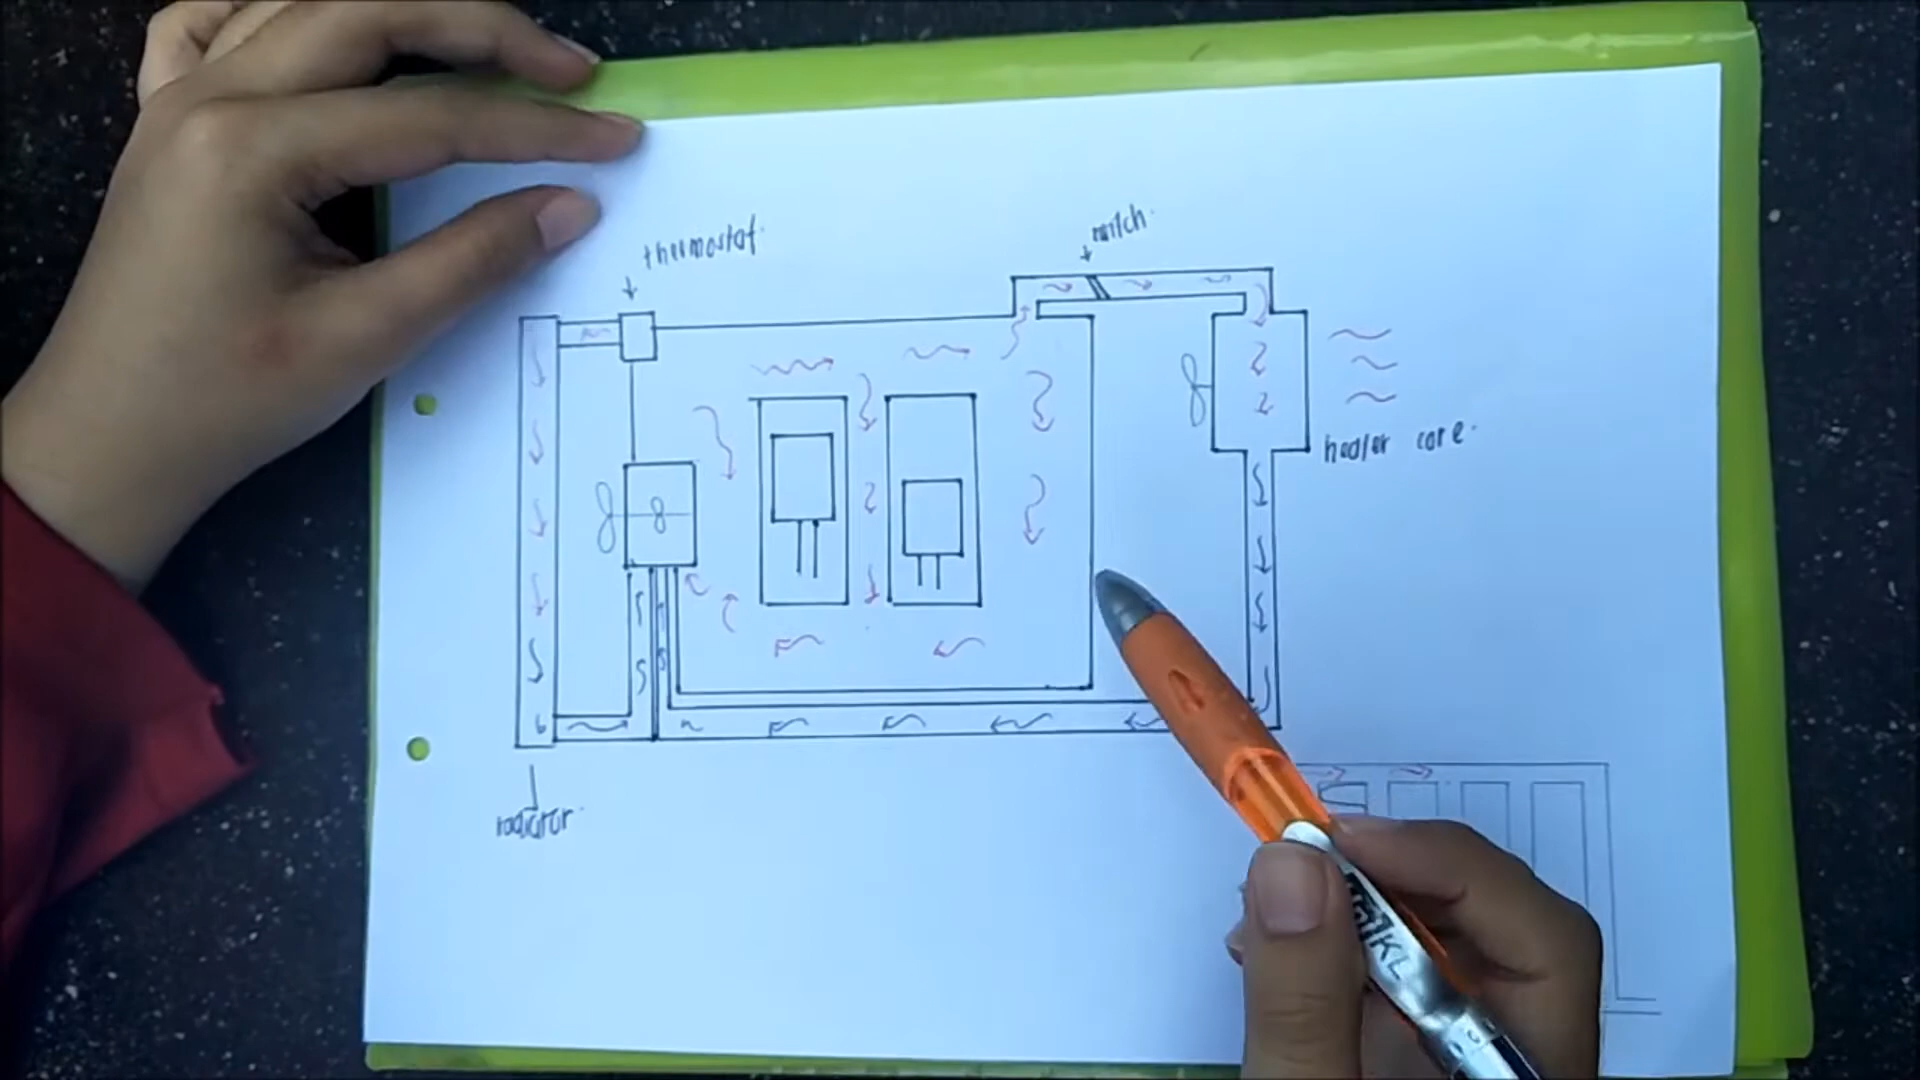 thermostat.
switch.
heater core.
radiator.